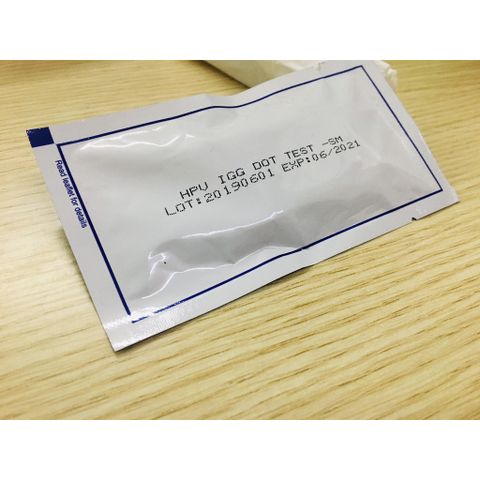 HPV IGG DOT TEST -SM
LOT:20190601 EXP:06/2021
Read leaflet for details